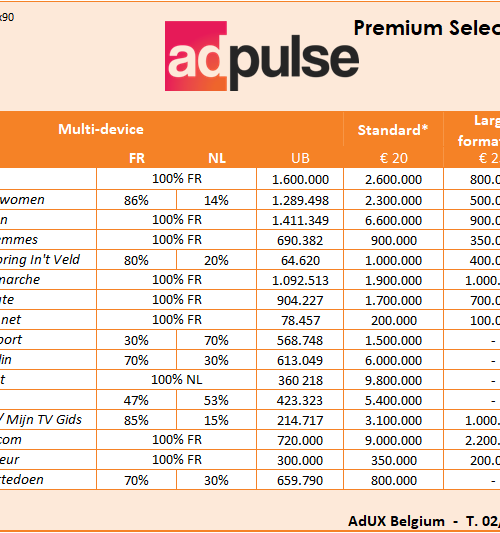 x90
Premium Selec
adpulse
Multi-device Standard* Larg
forma
FR NL UB € 20 € 2
100% FR 1.600.000 2.600.000 800.0
women 86% 14% 1.289.498 2.300.000 500.0
n 100% FR 1.411.349 6.600.000 900.0
emmes 100% FR 690.382 900.000 350.0
oring In't Veld 80% 20% 64.620 1.000.000 400.0
marche 100% FR 1.092.513 1.900.000 1.000.
te 100% FR 904.227 1.700.000 700.0
net 100% FR 78.457 200.000 100.0
port 30% 70% 568.748 1.500.000 -
lin 70% 30% 613.049 6.000.000 -
t 100% NL 360 218 9.800.000 -
47% 53% 423.323 5.400.000 -
/ Mijn TV Gids 85% 15% 214.717 3.100.000 1.000.
com 100% FR 720.000 9.000.000 2.200.
eur 100% FR 300.000 350.000 200.0
rtedoen 70% 30% 659.790 800.000 -
AdUX Belgium - T. 02/